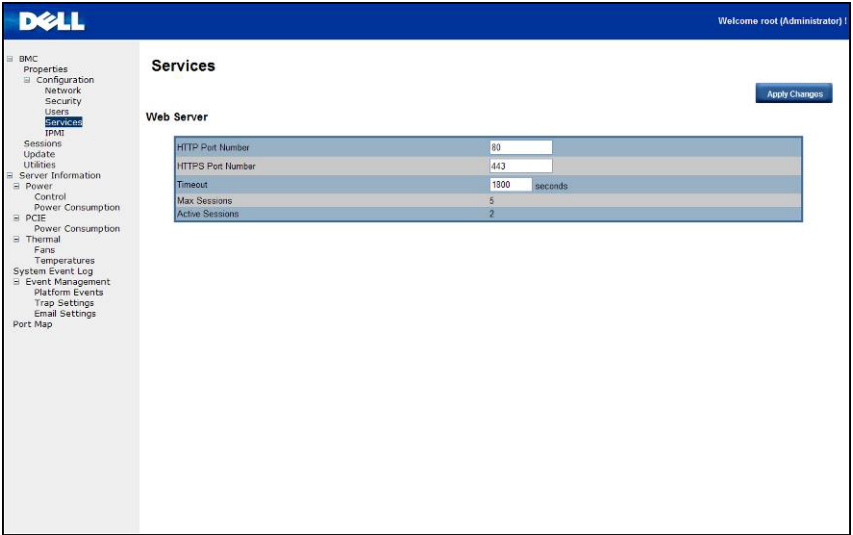 DELL
Welcome root (Administrator) !
BMC
Properties
Configuration
Network
Security
Users
Services
IPMI
Sessions
Update
Utilities
Server Information
Power
Control
Power Consumption
PCIE
Power Consumption
Thermal
Fans
Temperatures
System Event Log
Event Management
Platform Events
Trap Settings
Email Settings
Port Map
Services
Apply Changes
Web Server
HTTP Port Number 80
HTTPS Port Number 443
Timeout 1800 seconds
Max Sessions 5
Active Sessions 2